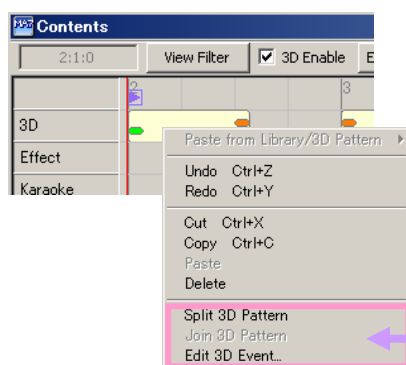 MA7 Contents
2:1:0 View Filter 3D Enable E
2 3
3D
Effect
Karaoke
Paste from Library/3D Pattern
Undo Ctrl+Z
Redo Ctrl+Y
Cut Ctrl+X
Copy Ctrl+C
Paste
Delete
Split 3D Pattern
Join 3D Pattern
Edit 3D Event...